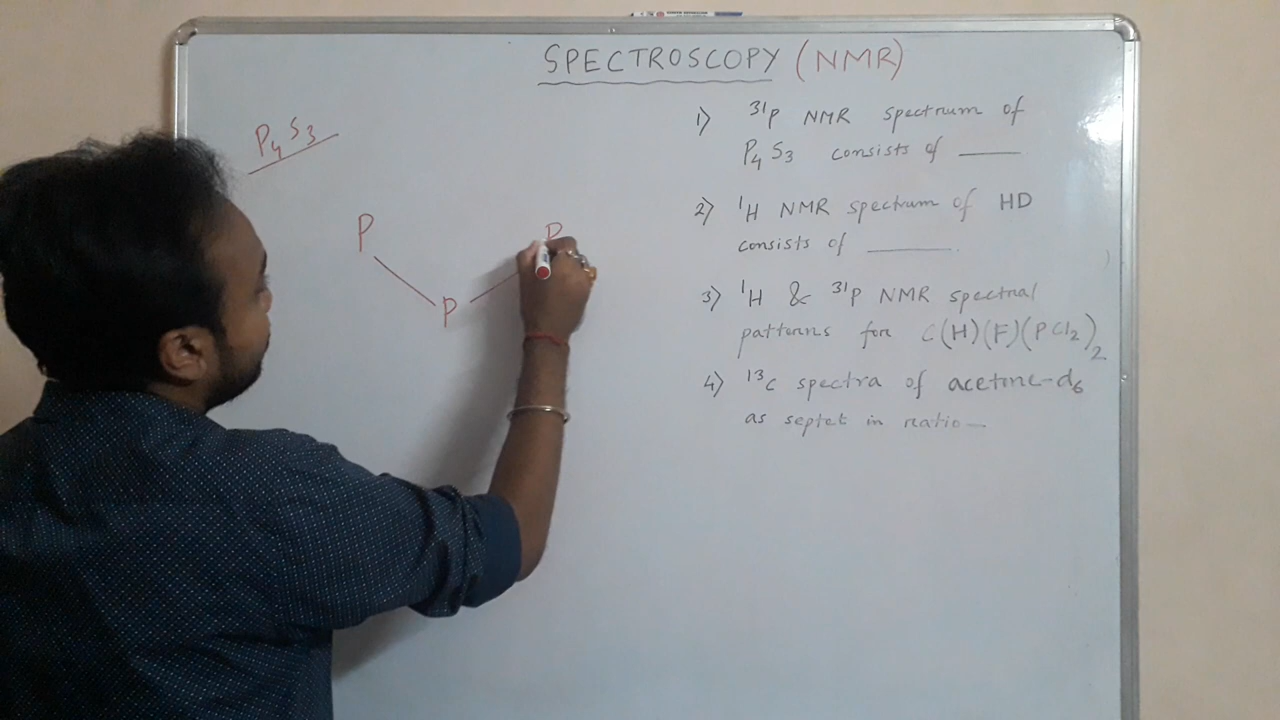 SPECTROSCOPY (NMR)
P4S3
P
P
P
1) 31P NMR spectrum of
P4S3 consists of ____
2) 1H NMR spectrum of HD
consists of ____.
3) 1H & 31P NMR spectral
patterns for C(H)(F)(PCl2)2
4) 13C spectra of acetone-d6
as septet in ratio—